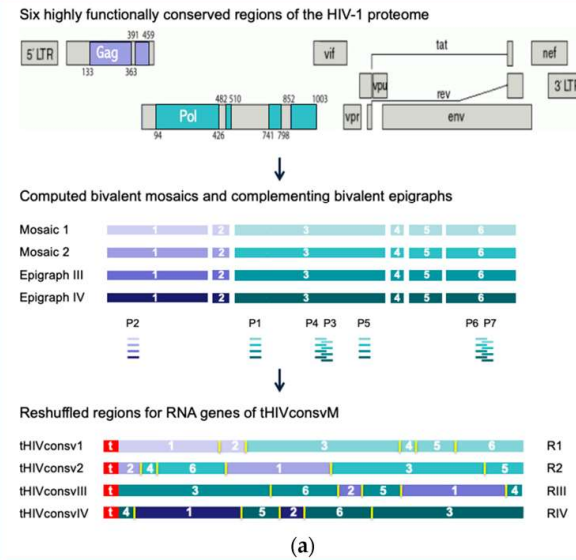 Six highly functionally conserved regions of the HIV-1 proteome
391 459
5' LTR Gag vif tat nef
133 363
vpu rev 3' LT
482 510 852 1003
Pol vpr env
94 426 741 798
Computed bivalent mosaics and complementing bivalent epigraphs
Mosaic 1 1 2 3 4 5 6
Mosaic 2 1 2 3 4 5 6
Epigraph III 1 2 3 4 5 6
Epigraph IV 1 2 3 4 5 6
P2 P1 P4 P3 P5 P6 P7
Reshuffled regions for RNA genes of tHIVconsvM
tHIVconsv1 t 1 2 3 4 5 6 R1
tHIVconsv2 t 2 4 6 1 3 5 R2
tHIVconsvIII t 3 6 2 5 1 4 RIII
tHIVconsvIV t 4 1 5 2 6 3 RIV
(a)